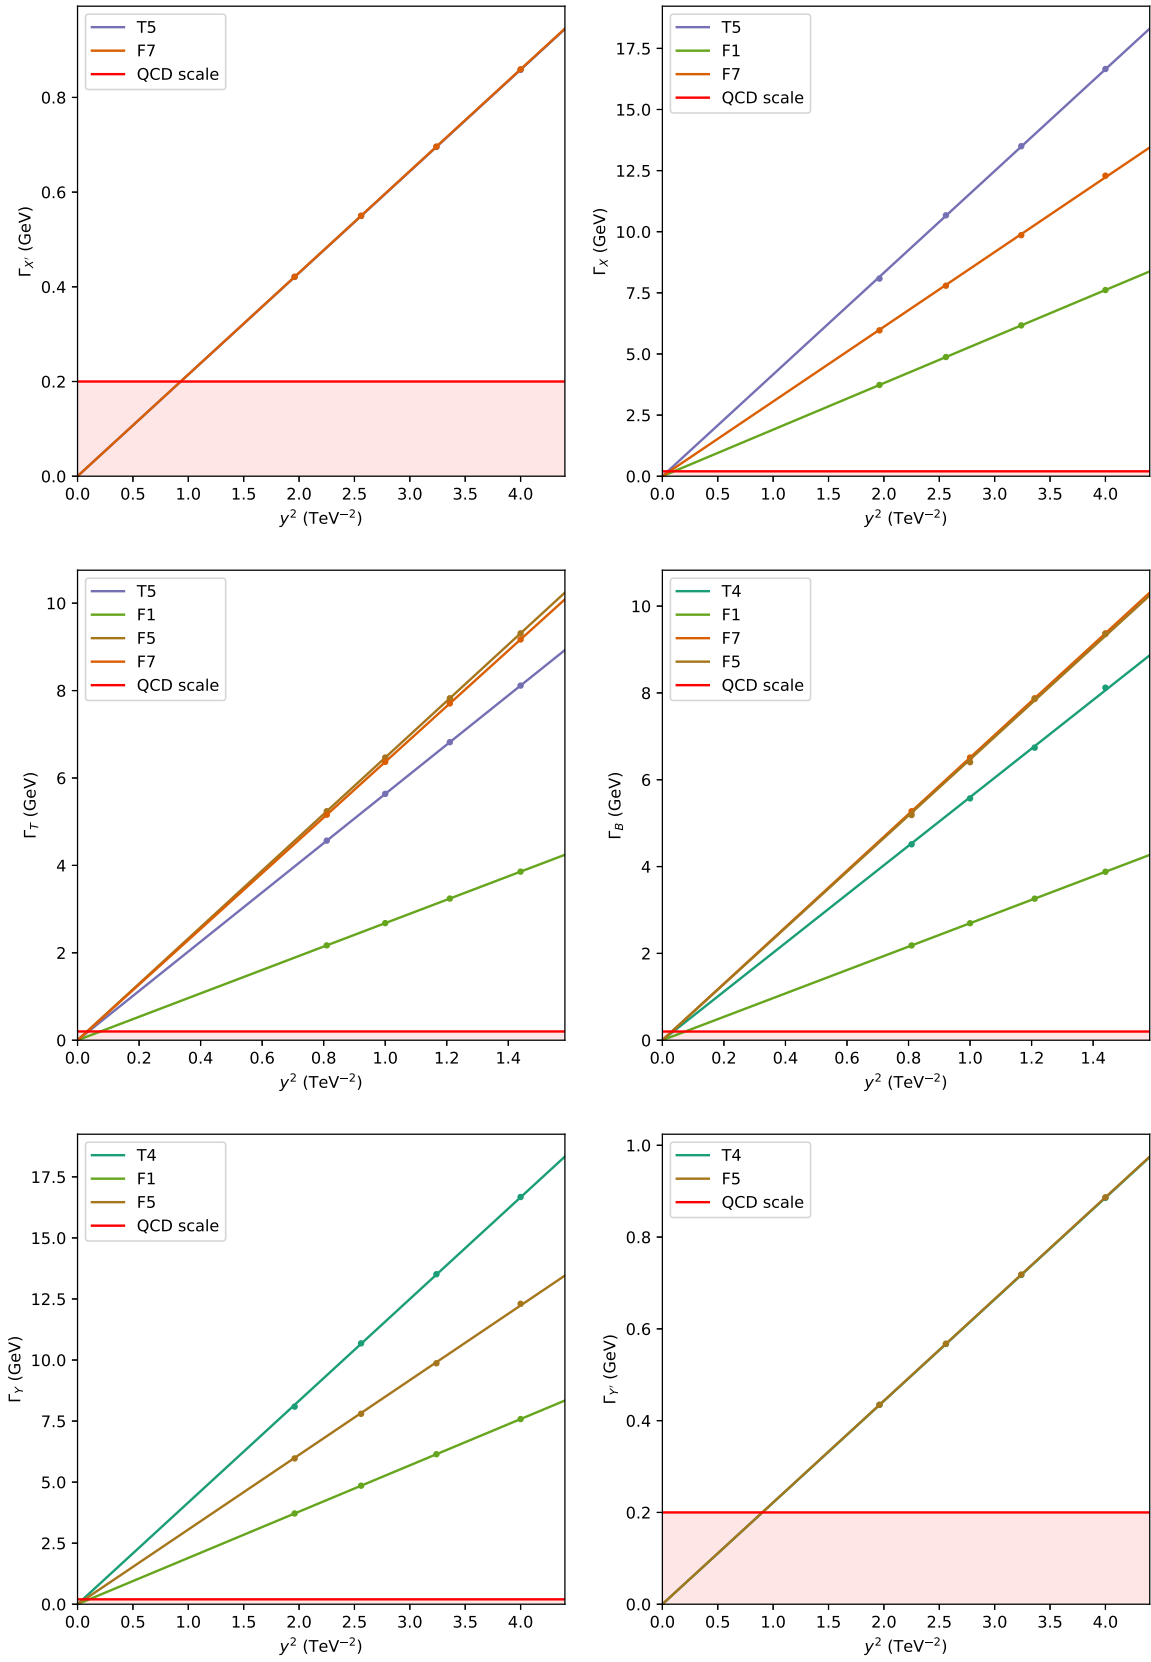 T5
F7
QCD scale
0.8
0.6
0.4
0.2
0.0
Γ_{X'} (GeV)
0.0 0.5 1.0 1.5 2.0 2.5 3.0 3.5 4.0
y² (TeV⁻²)
T5
F1
F7
QCD scale
17.5
15.0
12.5
10.0
7.5
5.0
2.5
0.0
Γ_X (GeV)
0.0 0.5 1.0 1.5 2.0 2.5 3.0 3.5 4.0
y² (TeV⁻²)
T5
F1
F5
F7
QCD scale
10
8
6
4
2
0
Γ_T (GeV)
0.0 0.2 0.4 0.6 0.8 1.0 1.2 1.4
y² (TeV⁻²)
T4
F1
F7
F5
QCD scale
10
8
6
4
2
0
Γ_B (GeV)
0.0 0.2 0.4 0.6 0.8 1.0 1.2 1.4
y² (TeV⁻²)
T4
F1
F5
QCD scale
17.5
15.0
12.5
10.0
7.5
5.0
2.5
0.0
Γ_Y (GeV)
0.0 0.5 1.0 1.5 2.0 2.5 3.0 3.5 4.0
y² (TeV⁻²)
T4
F5
QCD scale
1.0
0.8
0.6
0.4
0.2
0.0
Γ_{Y'} (GeV)
0.0 0.5 1.0 1.5 2.0 2.5 3.0 3.5 4.0
y² (TeV⁻²)